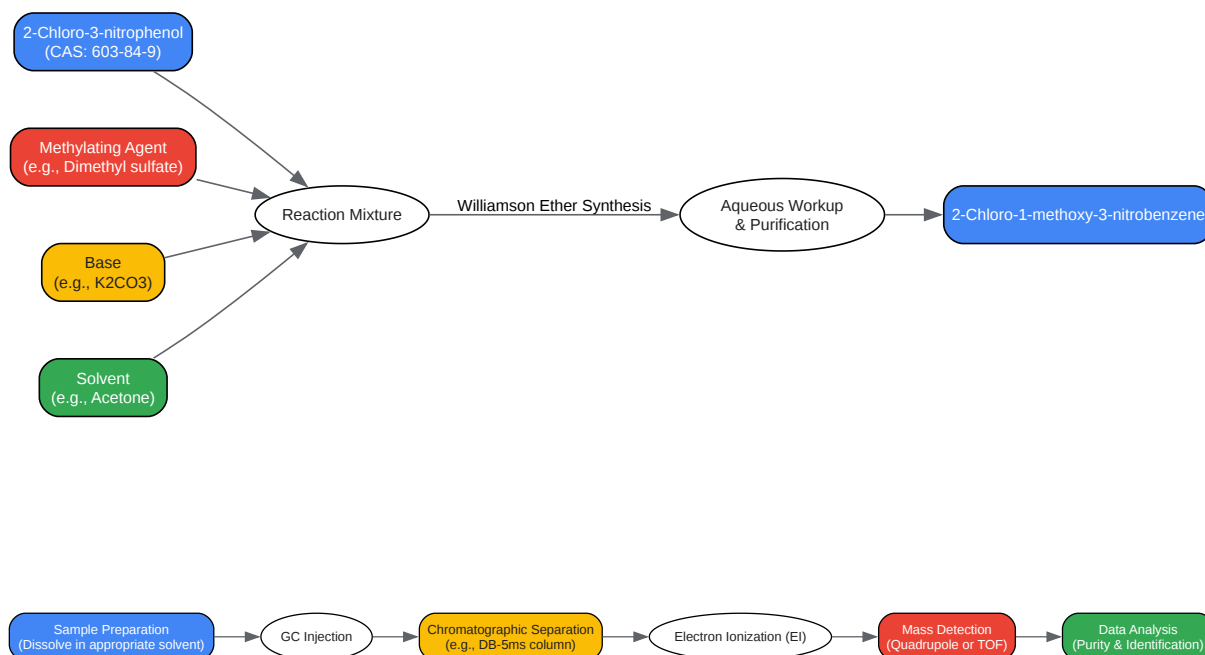 2-Chloro-3-nitrophenol
(CAS: 603-84-9)
Methylating Agent
(e.g., Dimethyl sulfate)
Base
(e.g., K2CO3)
Solvent
(e.g., Acetone)
Reaction Mixture
Williamson Ether Synthesis
Aqueous Workup
& Purification
2-Chloro-1-methoxy-3-nitrobenzene
Sample Preparation
(Dissolve in appropriate solvent)
GC Injection
Chromatographic Separation
(e.g., DB-5ms column)
Electron Ionization (EI)
Mass Detection
(Quadrupole or TOF)
Data Analysis
(Purity & Identification)